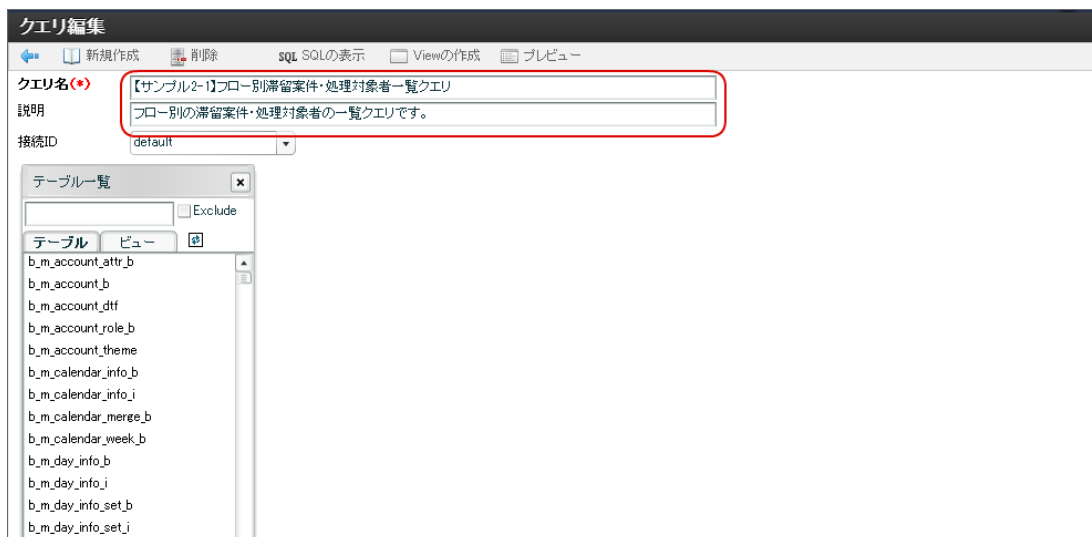 クエリ編集
新規作成 削除 SQL SQLの表示 Viewの作成 プレビュー
クエリ名(*) 【サンプル2-1】フロー別滞留案件・処理対象者一覧クエリ
説明 フロー別の滞留案件・処理対象者の一覧クエリです。
接続ID default
テーブル一覧
Exclude
テーブル ビュー
b_m_account_attr_b
b_m_account_b
b_m_account_dtf
b_m_account_role_b
b_m_account_theme
b_m_calendar_info_b
b_m_calendar_info_i
b_m_calendar_merge_b
b_m_calendar_week_b
b_m_day_info_b
b_m_day_info_i
b_m_day_info_set_b
b_m_day_info_set_i